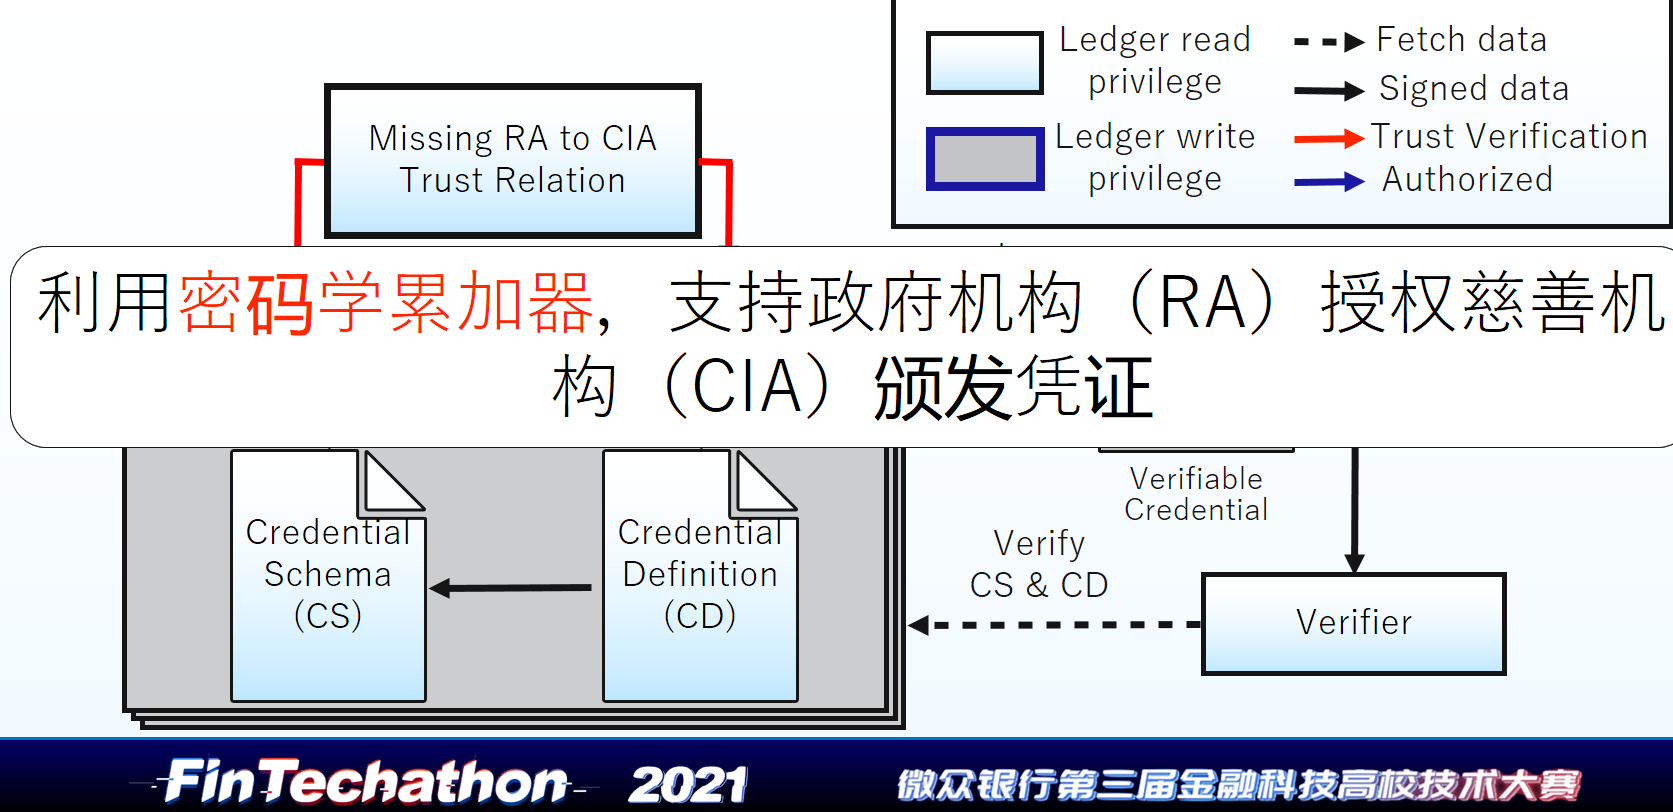 Ledger read
privilege
Fetch data
Signed data
Ledger write
privilege
Trust Verification
Authorized
Missing RA to CIA
Trust Relation
利用密码学累加器，支持政府机构（RA）授权慈善机
构（CIA）颁发凭证
Credential
Schema
(CS)
Credential
Definition
(CD)
Verifiable
Credential
Verify
CS & CD
Verifier
FinTechathon 2021
微众银行第三届金融科技高校技术大赛